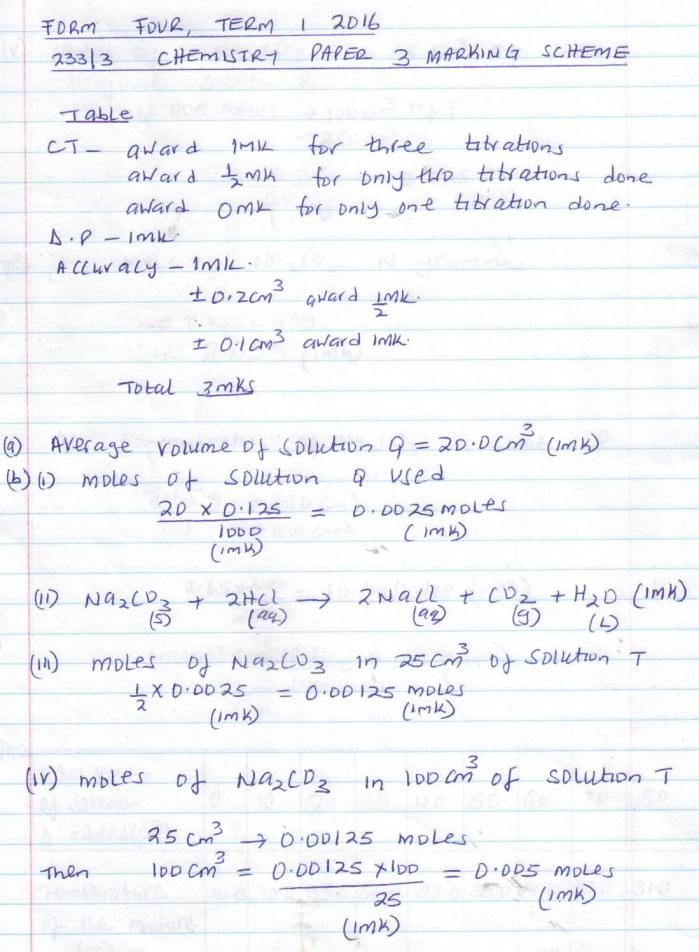 FORM FOUR, TERM 1 2016
233/3 CHEMISTRY PAPER 3 MARKING SCHEME
Table
CT – award 1mk for three titrations
award ½mk for only two titrations done
award 0mk for only one titration done.
D.P – 1mk.
Accuracy – 1mk.
± 0.2cm³ award ½mk.
± 0.1cm³ award 1mk.
Total 3mks
(a) Average volume of solution Q = 20.0cm³ (1mk)
(b) (i) moles of solution Q used
20 x 0.125 / 1000 = 0.0025 moles
(1mk) (1mk)
(ii) Na₂CO₃ + 2HCl → 2NaCl + CO₂ + H₂O (1mk)
(s) (aq) (aq) (g) (L)
(iii) moles of Na₂CO₃ in 25cm³ of solution T
½ x 0.0025 = 0.00125 moles
(1mk) (1mk)
(iv) moles of Na₂CO₃ in 100cm³ of solution T
25cm³ → 0.00125 moles.
Then 100cm³ = 0.00125 x100 / 25 = 0.005 moles
(1mk) (1mk)